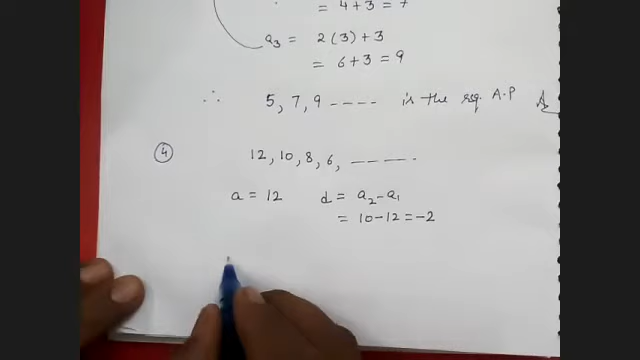 = 4+3 = 7
a3 = 2(3)+3
= 6+3 = 9
∴ 5, 7, 9 ---- is the req. A.P
4 12, 10, 8, 6, ----.
a = 12 d = a2-a1
= 10-12 = -2